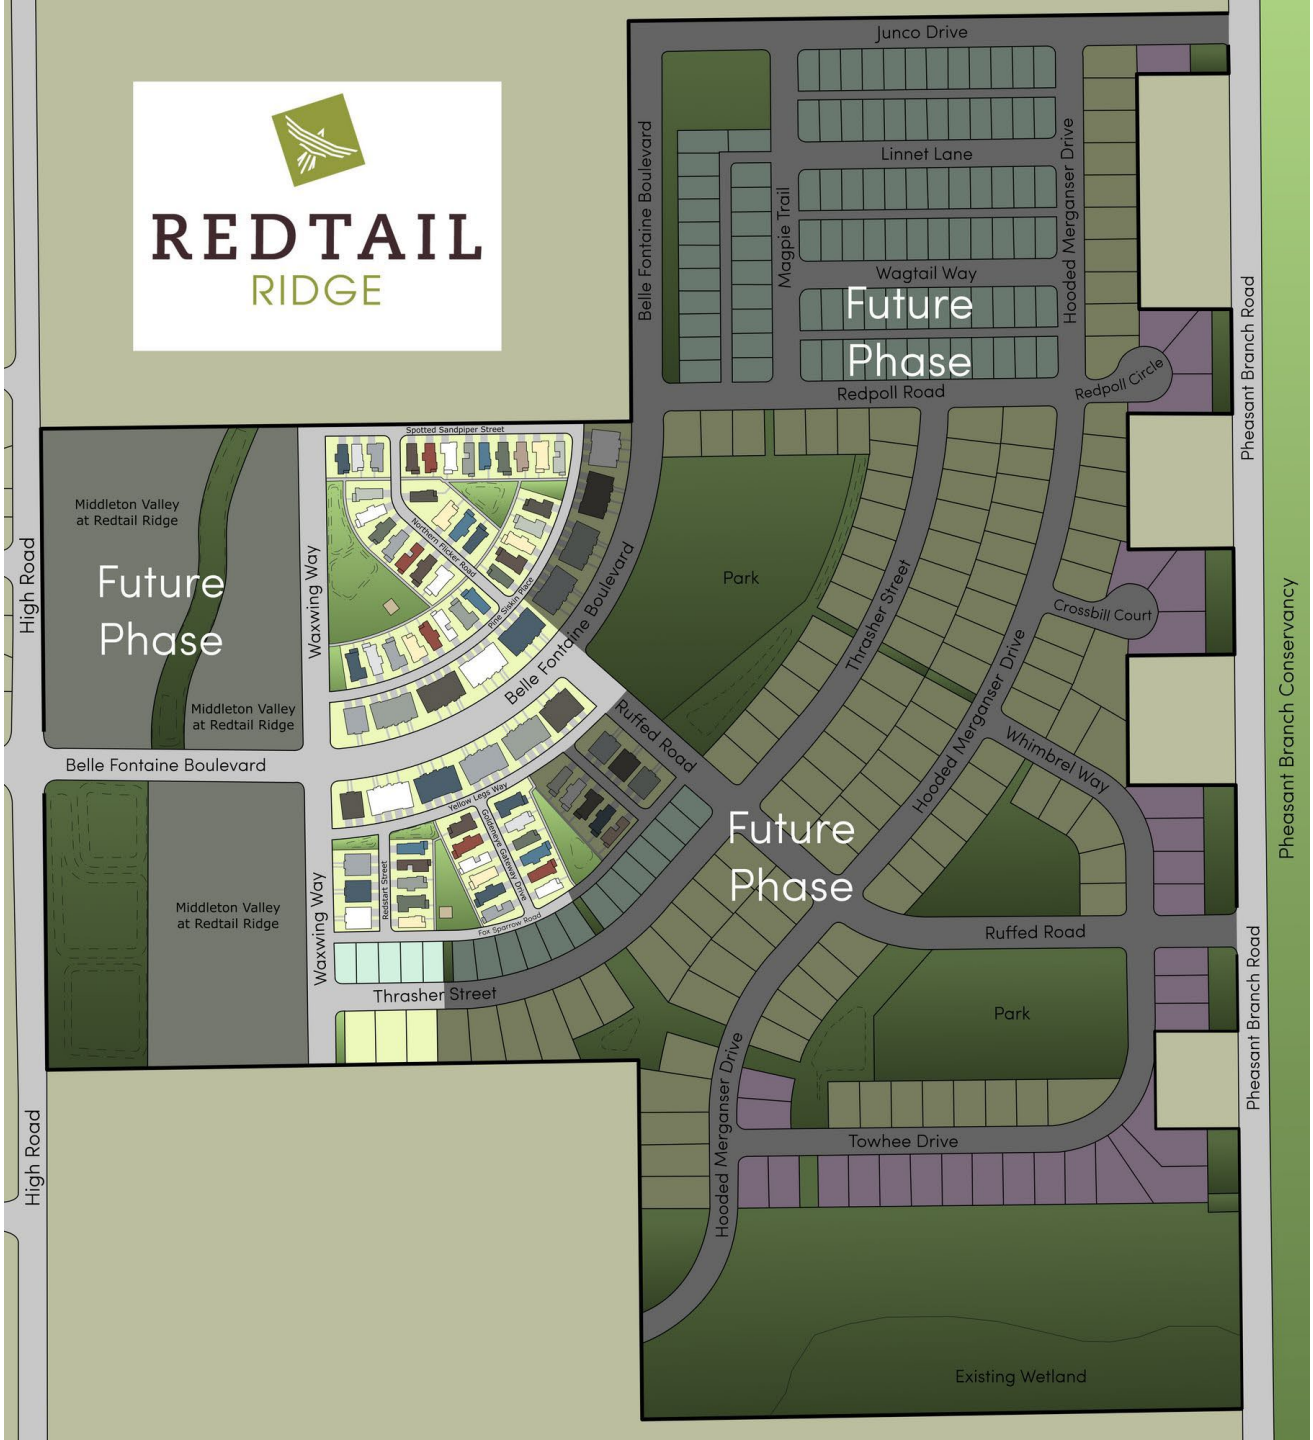 Junco Drive
REDTAIL
RIDGE
Belle Fontaine Boulevard
Magpie Trail
Linnet Lane
Hooded Merganser Drive
Wagtail Way
Future
Phase
Redpoll Road
Redpoll Circle
Pheasant Branch Road
Spotted Sandpiper Street
Middleton Valley
at Redtail Ridge
Future
Phase
High Road
Waxwing Way
Northern Flicker Road
Pine Siskin Place
Belle Fontaine Boulevard
Park
Thrasher Street
Crossbill Court
Hooded Merganser Drive
Pheasant Branch Conservancy
Middleton Valley
at Redtail Ridge
Belle Fontaine Boulevard
Ruffed Road
Whimbrel Way
Belle Fontaine Boulevard
Yellow Legs Way
Goldeneye Gateway Drive
Redstart Street
Future
Phase
Middleton Valley
at Redtail Ridge
Waxwing Way
Fox Sparrow Road
Ruffed Road
Thrasher Street
Park
Pheasant Branch Road
Hooded Merganser Drive
Towhee Drive
High Road
Existing Wetland